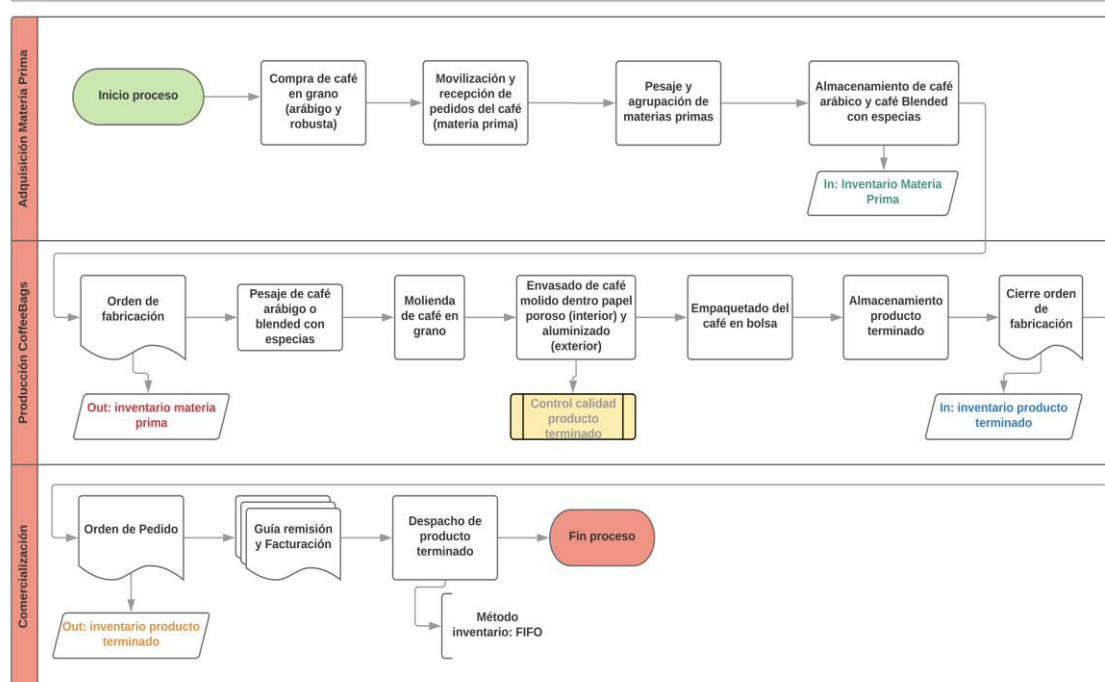 Adquisición Materia Prima
Inicio proceso
Compra de café
en grano
(arábigo y
robusta)
Movilización y
recepción de
pedidos del café
(materia prima)
Pesaje y
agrupación de
materias primas
Almacenamiento de café
arábico y café Blended
con especias
In: Inventario Materia
Prima
Producción CoffeeBags
Orden de
fabricación
Pesaje de café
arábigo o
blended con
especias
Molienda
de café en
grano
Envasado de café
molido dentro papel
poroso (interior) y
aluminizado
(exterior)
Empaquetado del
café en bolsa
Almacenamiento
producto
terminado
Cierre orden
de
fabricación
Out: inventario materia
prima
Control calidad
producto
terminado
In: inventario producto
terminado
Comercialización
Orden de Pedido
Guía remisión
y Facturación
Despacho de
producto
terminado
Fin proceso
Out: inventario producto
terminado
Método
inventario: FIFO